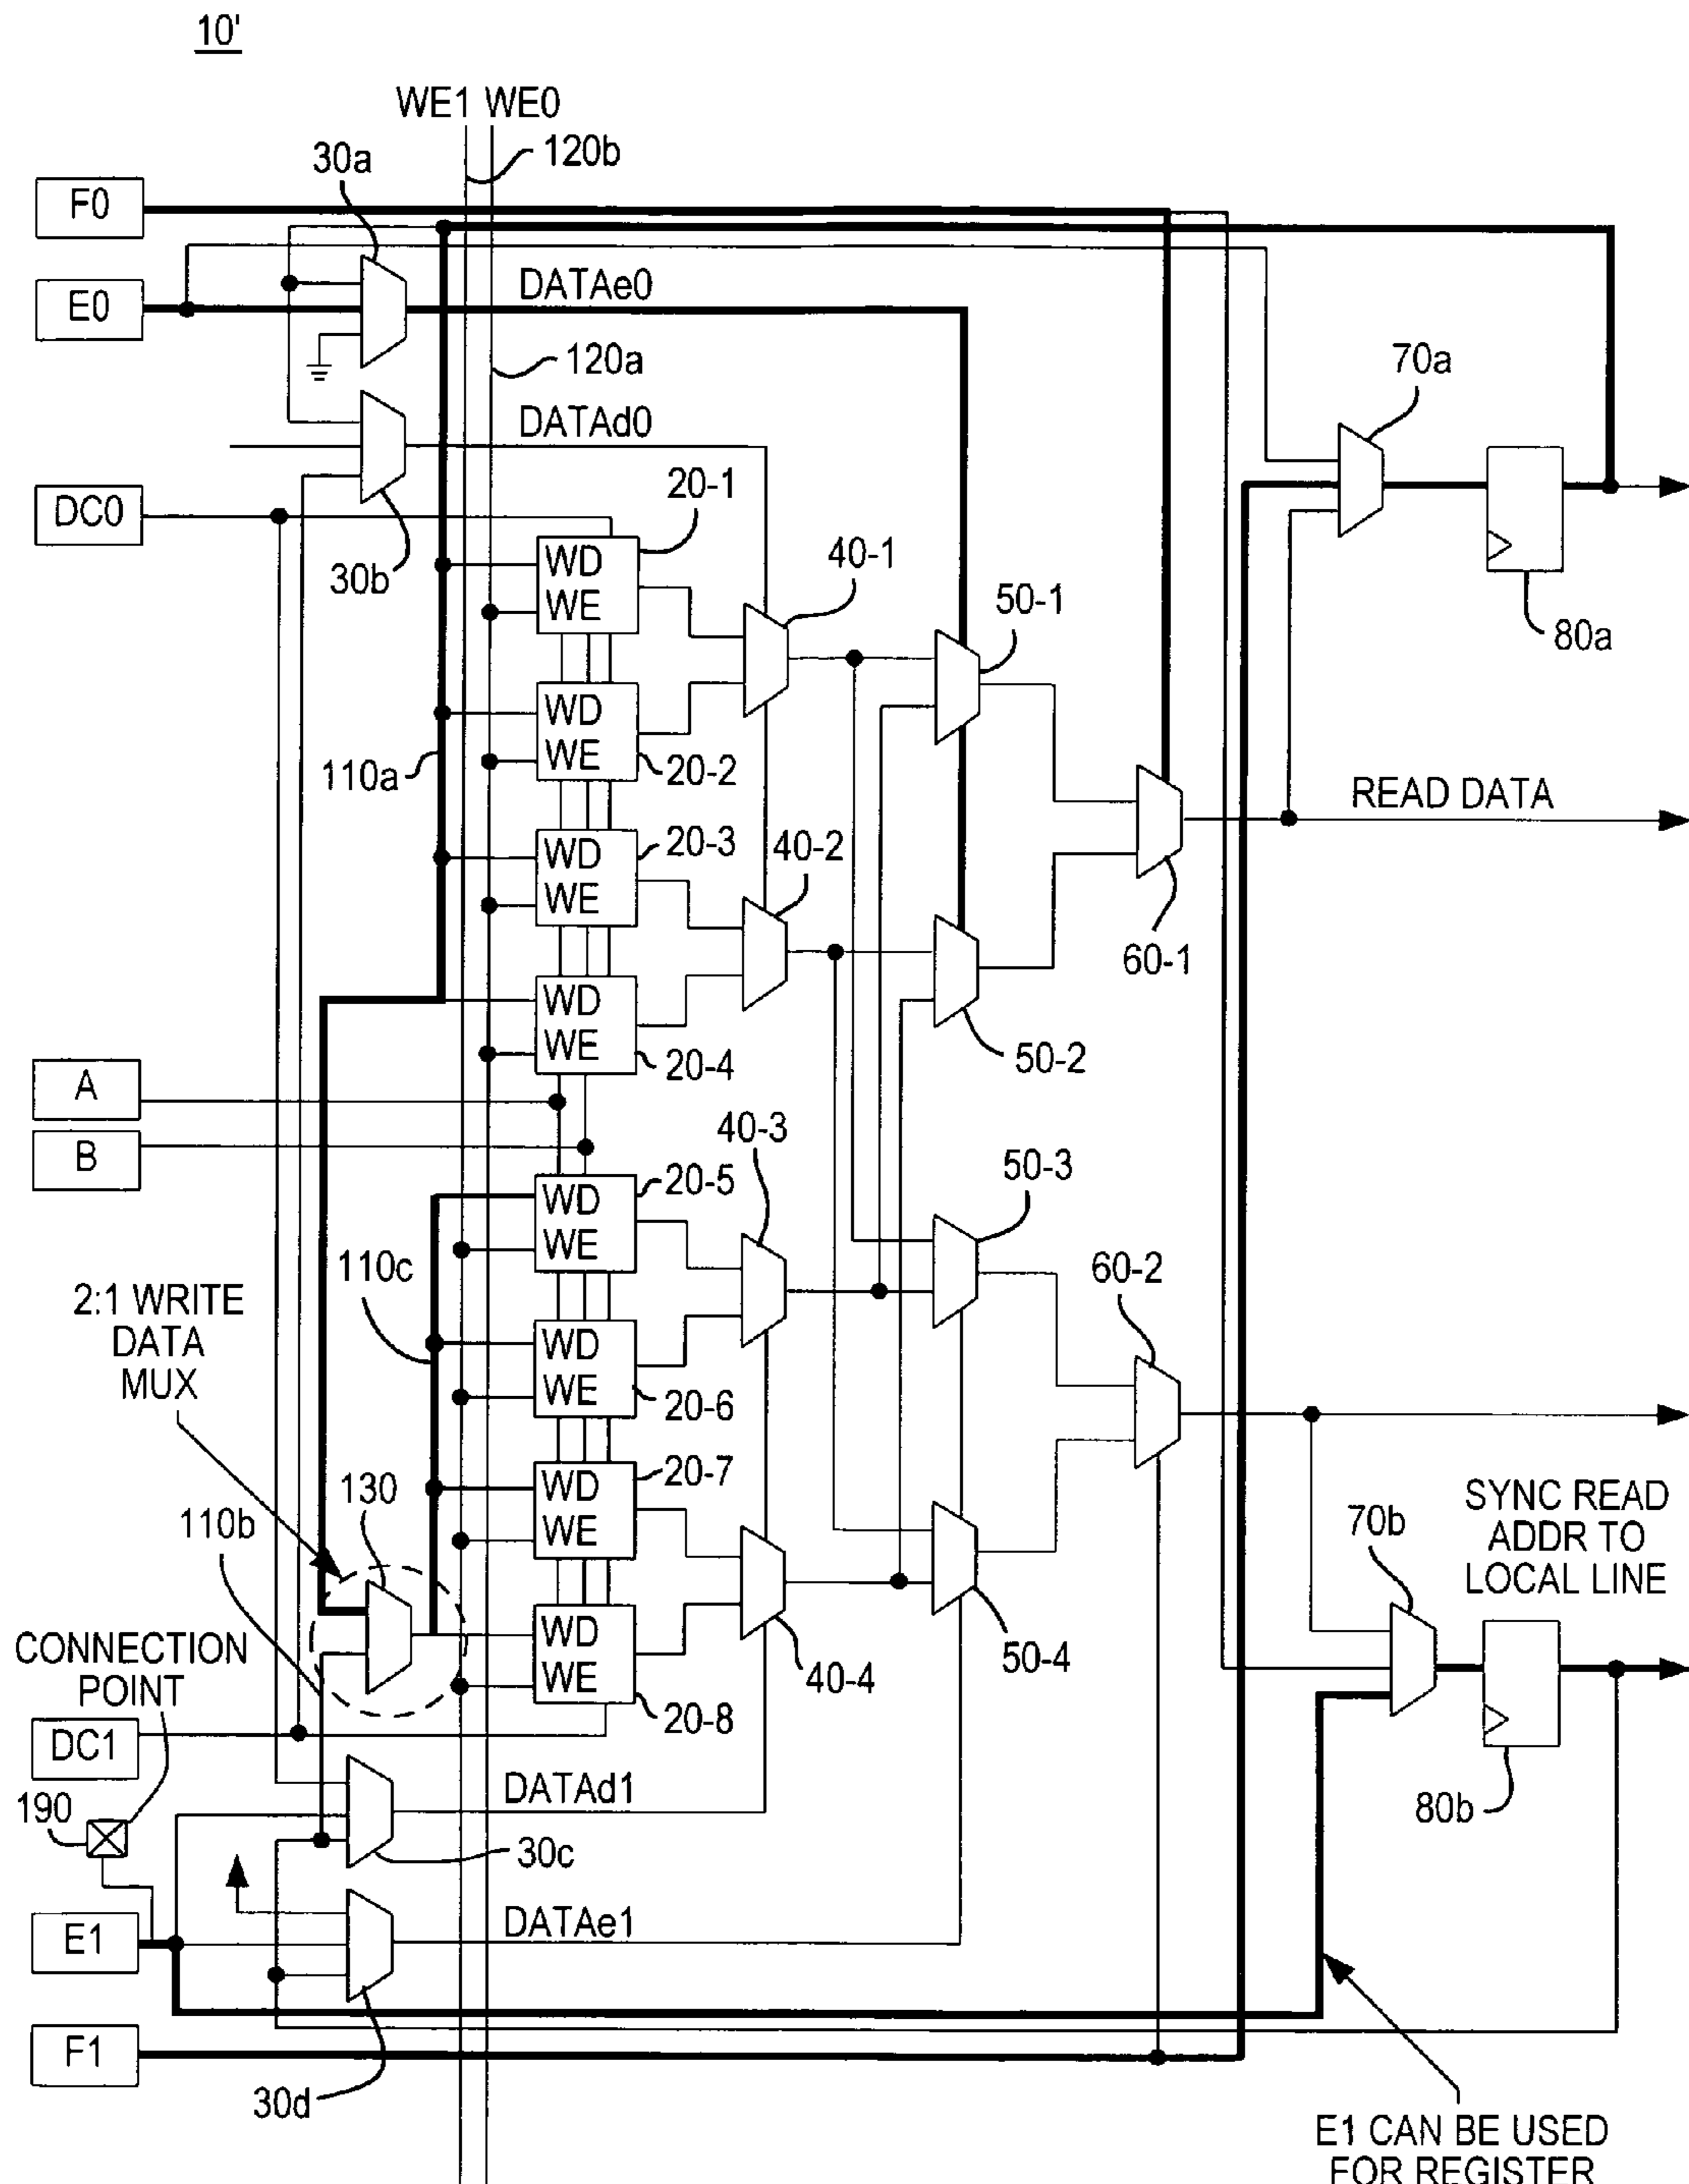 10'
WE1 WE0
120b
30a
F0
E0
DATAe0
120a
70a
DATAd0
20-1
DC0
30b
WD
WE
40-1
50-1
80a
WD
WE
20-2
110a
READ DATA
WD
WE
20-3
40-2
60-1
WD
WE
20-4
50-2
A
B
40-3
50-3
WD
WE
20-5
110c
60-2
2:1 WRITE
DATA
MUX
WD
WE
20-6
WD
WE
20-7
130
110b
70b
SYNC READ
ADDR TO
LOCAL LINE
WD
WE
20-8
40-4
50-4
CONNECTION
POINT
DC1
190
DATAd1
30c
80b
E1
DATAe1
F1
30d
E1 CAN BE USED
FOR REGISTER